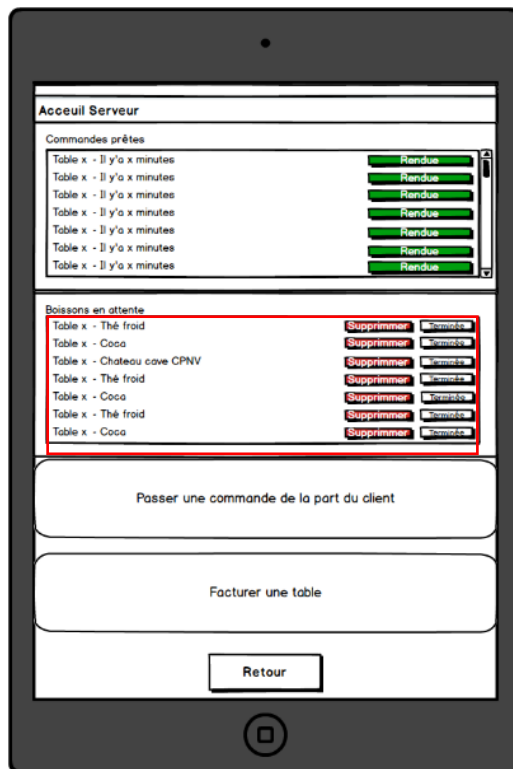 Acceuil Serveur
Commandes prêtes
Table x - Il y'a x minutes Rendue
Table x - Il y'a x minutes Rendue
Table x - Il y'a x minutes Rendue
Table x - Il y'a x minutes Rendue
Table x - Il y'a x minutes Rendue
Table x - Il y'a x minutes Rendue
Table x - Il y'a x minutes Rendue
Boissons en attente
Table x - Thé froid Supprimmer Terminée
Table x - Coca Supprimmer Terminée
Table x - Chateau cave CPNV Supprimmer Terminée
Table x - Thé froid Supprimmer Terminée
Table x - Coca Supprimmer Terminée
Table x - Thé froid Supprimmer Terminée
Table x - Coca Supprimmer Terminée
Passer une commande de la part du client
Facturer une table
Retour